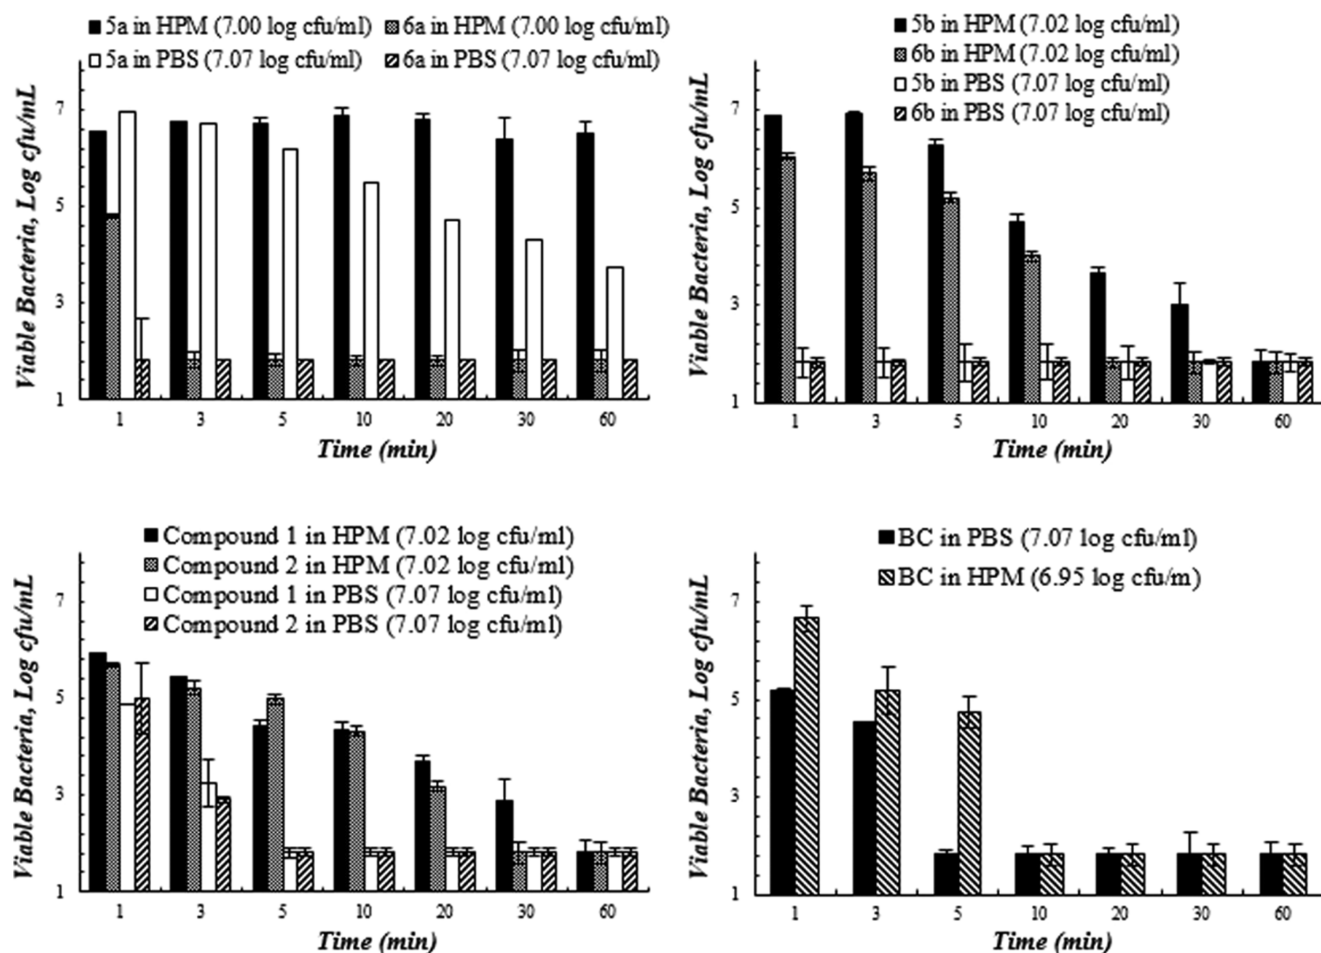 5a in HPM (7.00 log cfu/ml) 6a in HPM (7.00 log cfu/ml)
5a in PBS (7.07 log cfu/ml) 6a in PBS (7.07 log cfu/ml)
Viable Bacteria, Log cfu/mL
7
5
3
1
1 3 5 10 20 30 60
Time (min)
5b in HPM (7.02 log cfu/ml)
6b in HPM (7.02 log cfu/ml)
5b in PBS (7.07 log cfu/ml)
6b in PBS (7.07 log cfu/ml)
Viable Bacteria, Log cfu/mL
7
5
3
1
1 3 5 10 20 30 60
Time (min)
Compound 1 in HPM (7.02 log cfu/ml)
Compound 2 in HPM (7.02 log cfu/ml)
Compound 1 in PBS (7.07 log cfu/ml)
Compound 2 in PBS (7.07 log cfu/ml)
Viable Bacteria, Log cfu/mL
7
5
3
1
1 3 5 10 20 30 60
Time (min)
BC in PBS (7.07 log cfu/ml)
BC in HPM (6.95 log cfu/m)
Viable Bacteria, Log cfu/mL
7
5
3
1
1 3 5 10 20 30 60
Time (min)